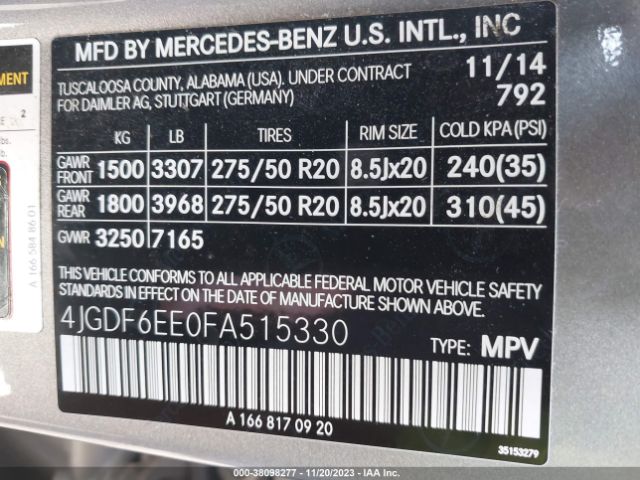 MFD BY MERCEDES-BENZ U.S. INTL., INC
TUSCALOOSA COUNTY, ALABAMA (USA). UNDER CONTRACT
FOR DAIMLER AG, STUTTGART (GERMANY)
11/14
792
KG LB TIRES RIM SIZE COLD KPA (PSI)
GAWR FRONT 1500 3307 275/50 R20 8.5Jx20 240(35)
GAWR REAR 1800 3968 275/50 R20 8.5Jx20 310(45)
GVWR 3250 7165
THIS VEHICLE CONFORMS TO ALL APPLICABLE FEDERAL MOTOR VEHICLE SAFETY
STANDARDS IN EFFECT ON THE DATE OF MANUFACTURE SHOWN ABOVE.
4JGDF6EE0FA515330
TYPE: MPV
A 166 817 09 20
35153279
A 166 584 86 01
000-38098277 - 11/20/2023 - IAA Inc.